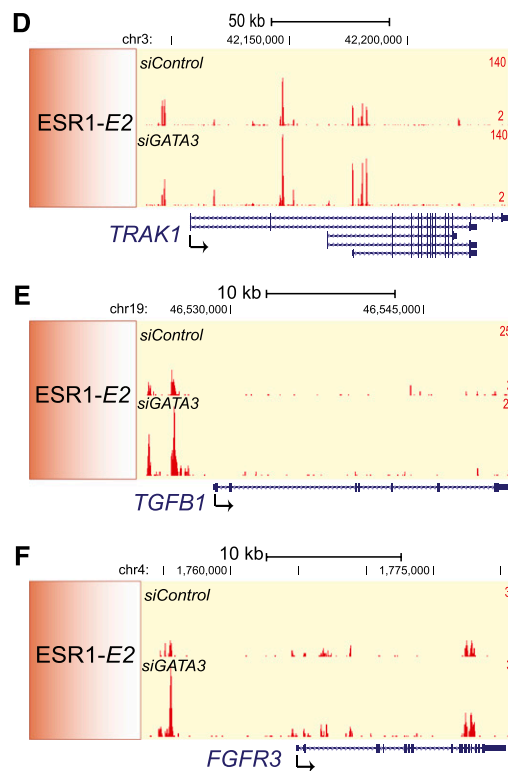 D
50 kb
chr3: 42,150,000 42,200,000
siControl
140
ESR1-E2
2
siGATA3
140
2
TRAK1
E
10 kb
chr19: 46,530,000 46,545,000
siControl
25
ESR1-E2
siGATA3
2
TGFB1
F
10 kb
chr4: 1,760,000 1,775,000
siControl
3
ESR1-E2
siGATA3
FGFR3